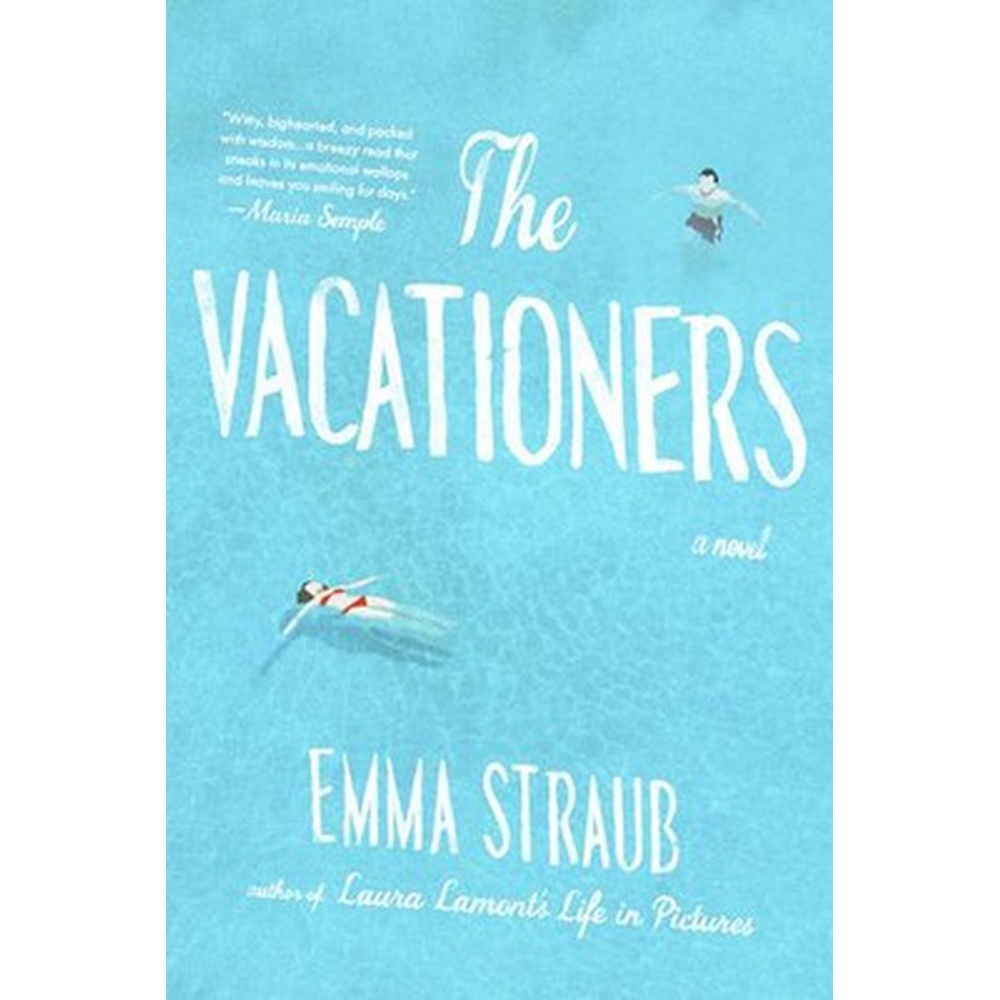 "Witty, bighearted, and packed
with wisdom...a breezy read that
sneaks in its emotional wallops
and leaves you smiling for days."
—Maria Semple
The
VACATIONERS
a novel
EMMA STRAUB
author of Laura Lamont's Life in Pictures